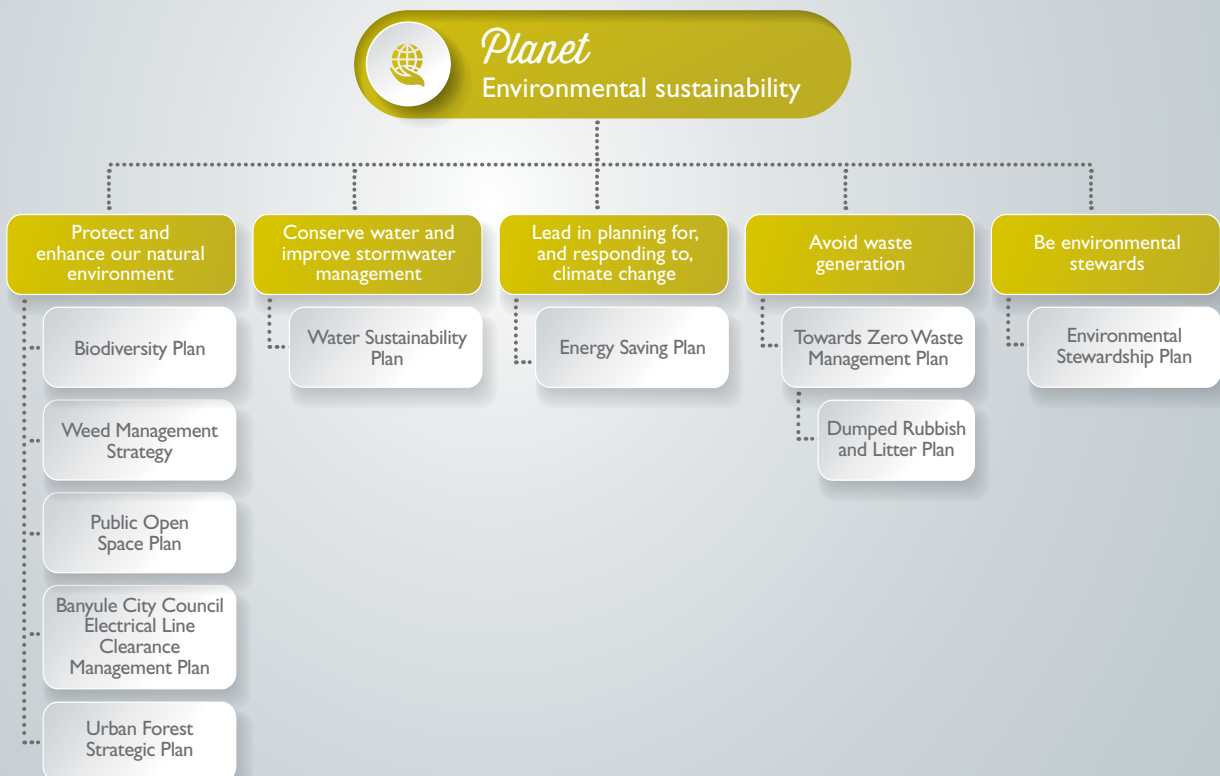 Planet
Environmental sustainability
Protect and
enhance our natural
environment
Biodiversity Plan
Weed Management
Strategy
Public Open
Space Plan
Banyule City Council
Electrical Line
Clearance
Management Plan
Urban Forest
Strategic Plan
Conserve water and
improve stormwater
management
Water Sustainability
Plan
Lead in planning for,
and responding to,
climate change
Energy Saving Plan
Avoid waste
generation
Towards Zero Waste
Management Plan
Dumped Rubbish
and Litter Plan
Be environmental
stewards
Environmental
Stewardship Plan